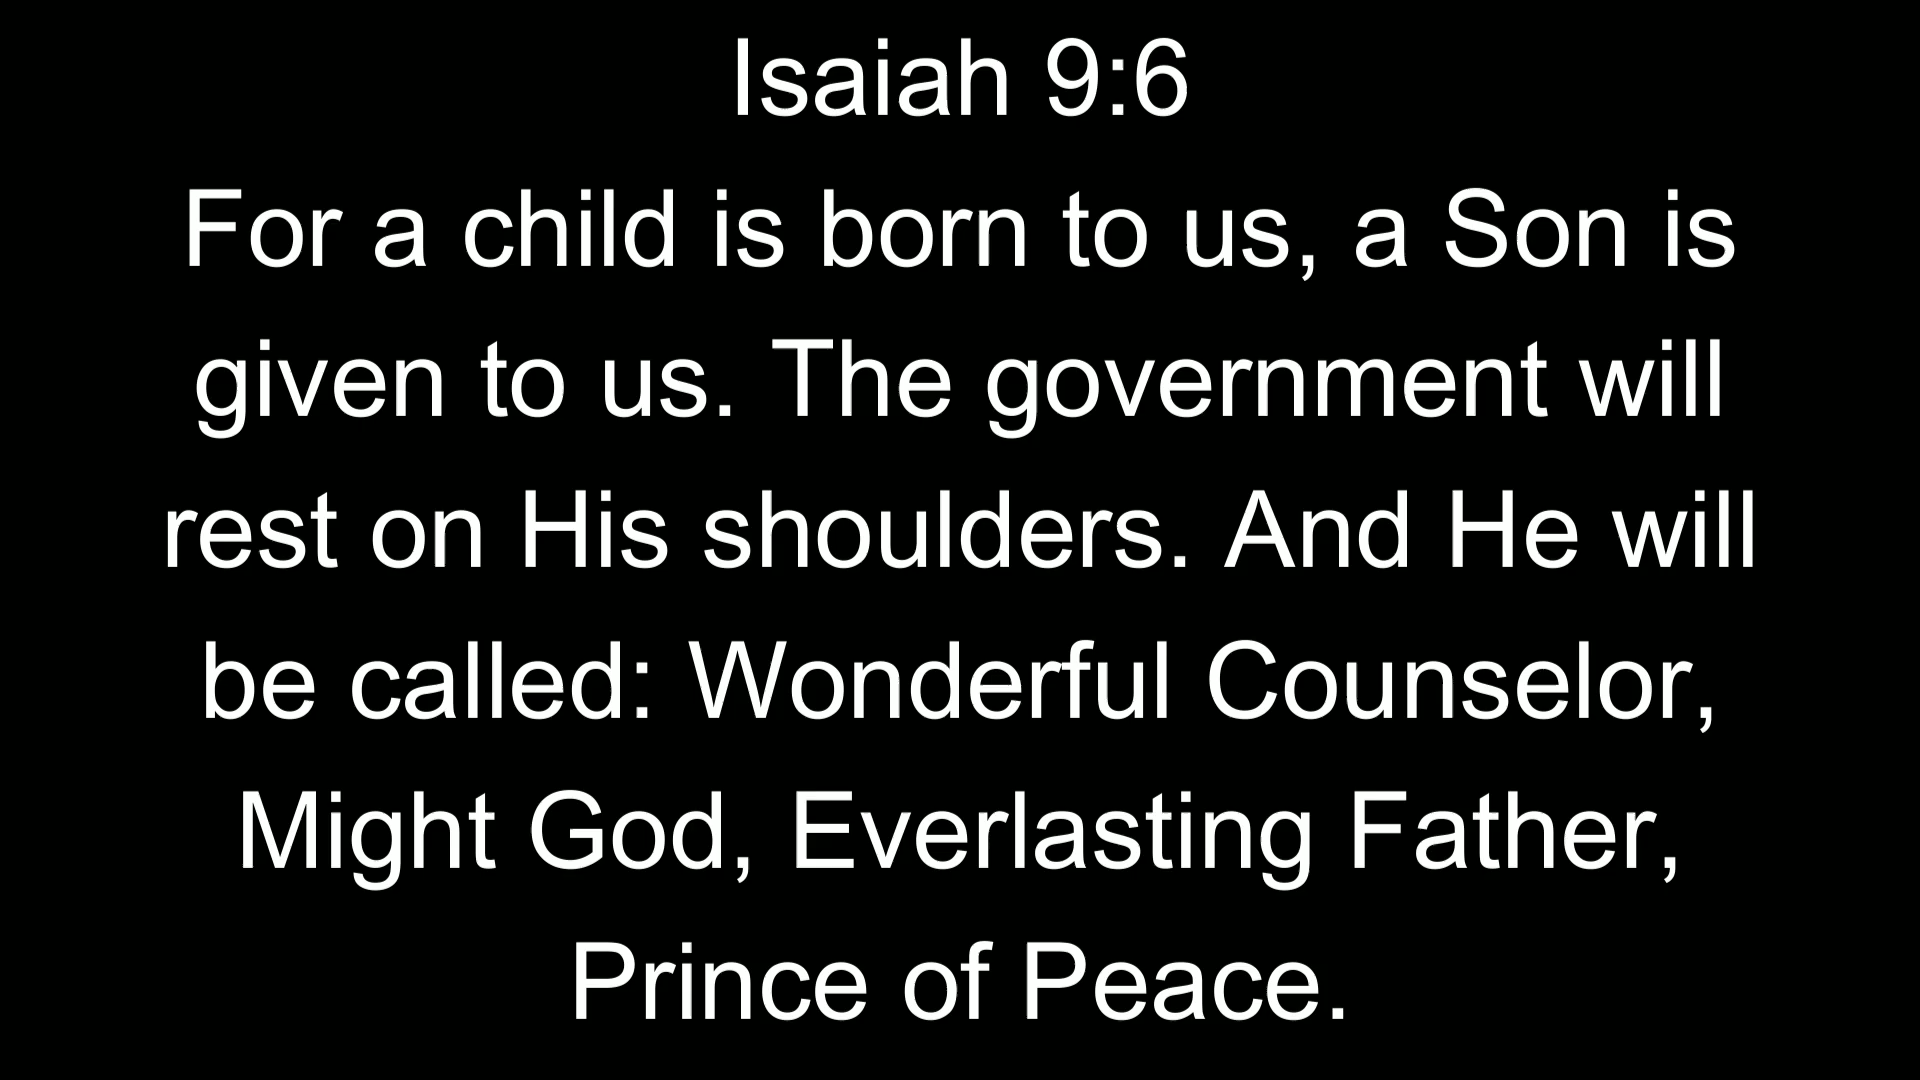 Isaiah 9:6
For a child is born to us, a Son is
given to us. The government will
rest on His shoulders. And He will
be called: Wonderful Counselor,
Might God, Everlasting Father,
Prince of Peace.